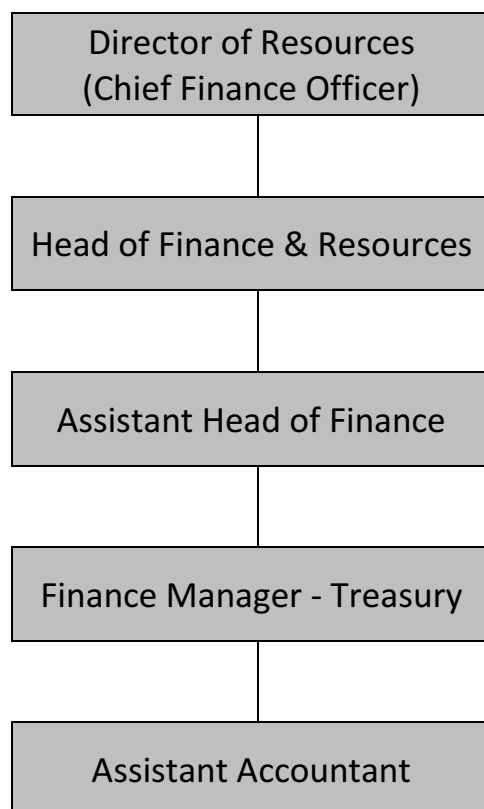 Director of Resources
(Chief Finance Officer)
Head of Finance & Resources
Assistant Head of Finance
Finance Manager - Treasury
Assistant Accountant